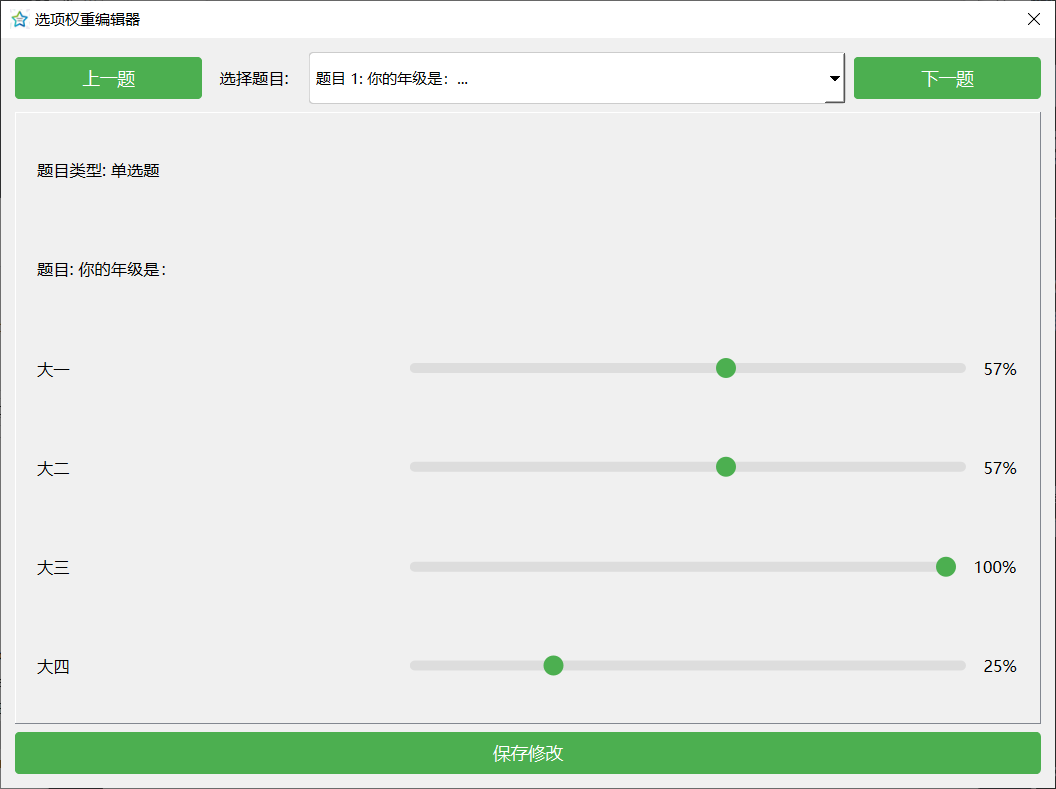 选项权重编辑器
上一题 选择题目: 题目 1: 你的年级是：... 下一题
题目类型: 单选题
题目: 你的年级是：
大一 57%
大二 57%
大三 100%
大四 25%
保存修改